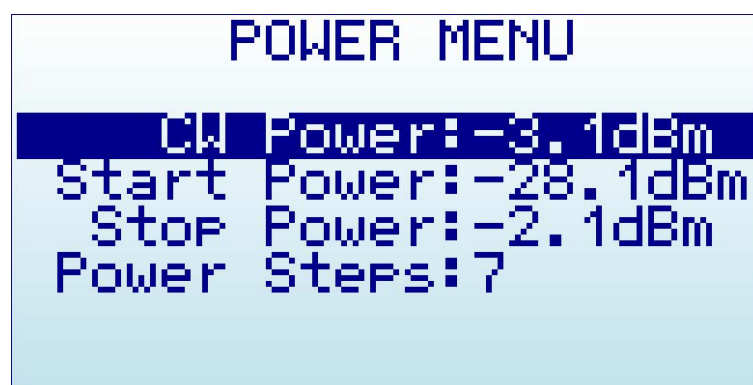 POWER MENU
CW Power:-3.1dBm
Start Power:-28.1dBm
Stop Power:-2.1dBm
Power Steps:7